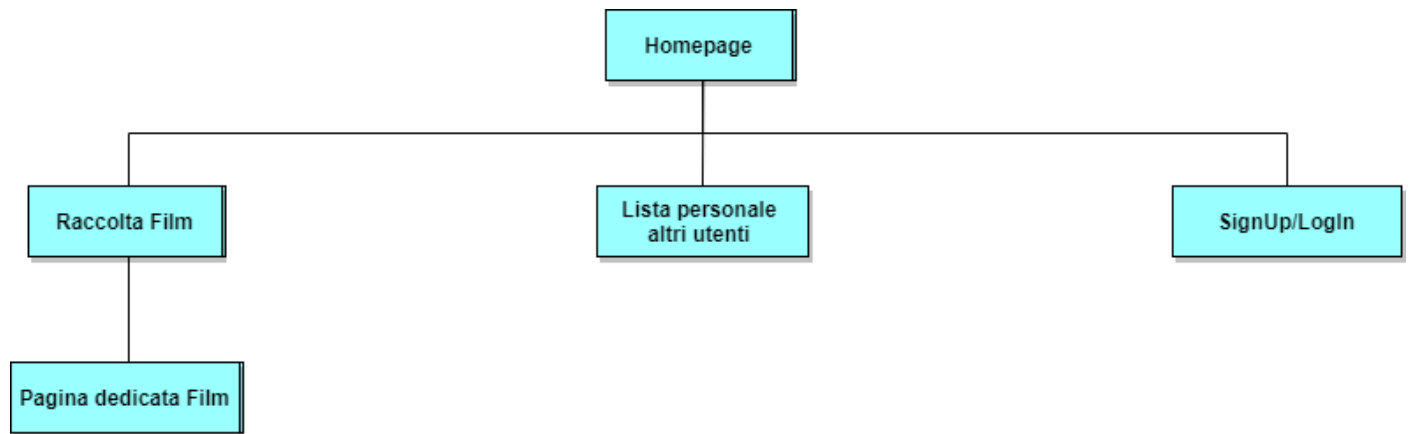 Homepage
Raccolta Film
Lista personale
altri utenti
SignUp/LogIn
Pagina dedicata Film